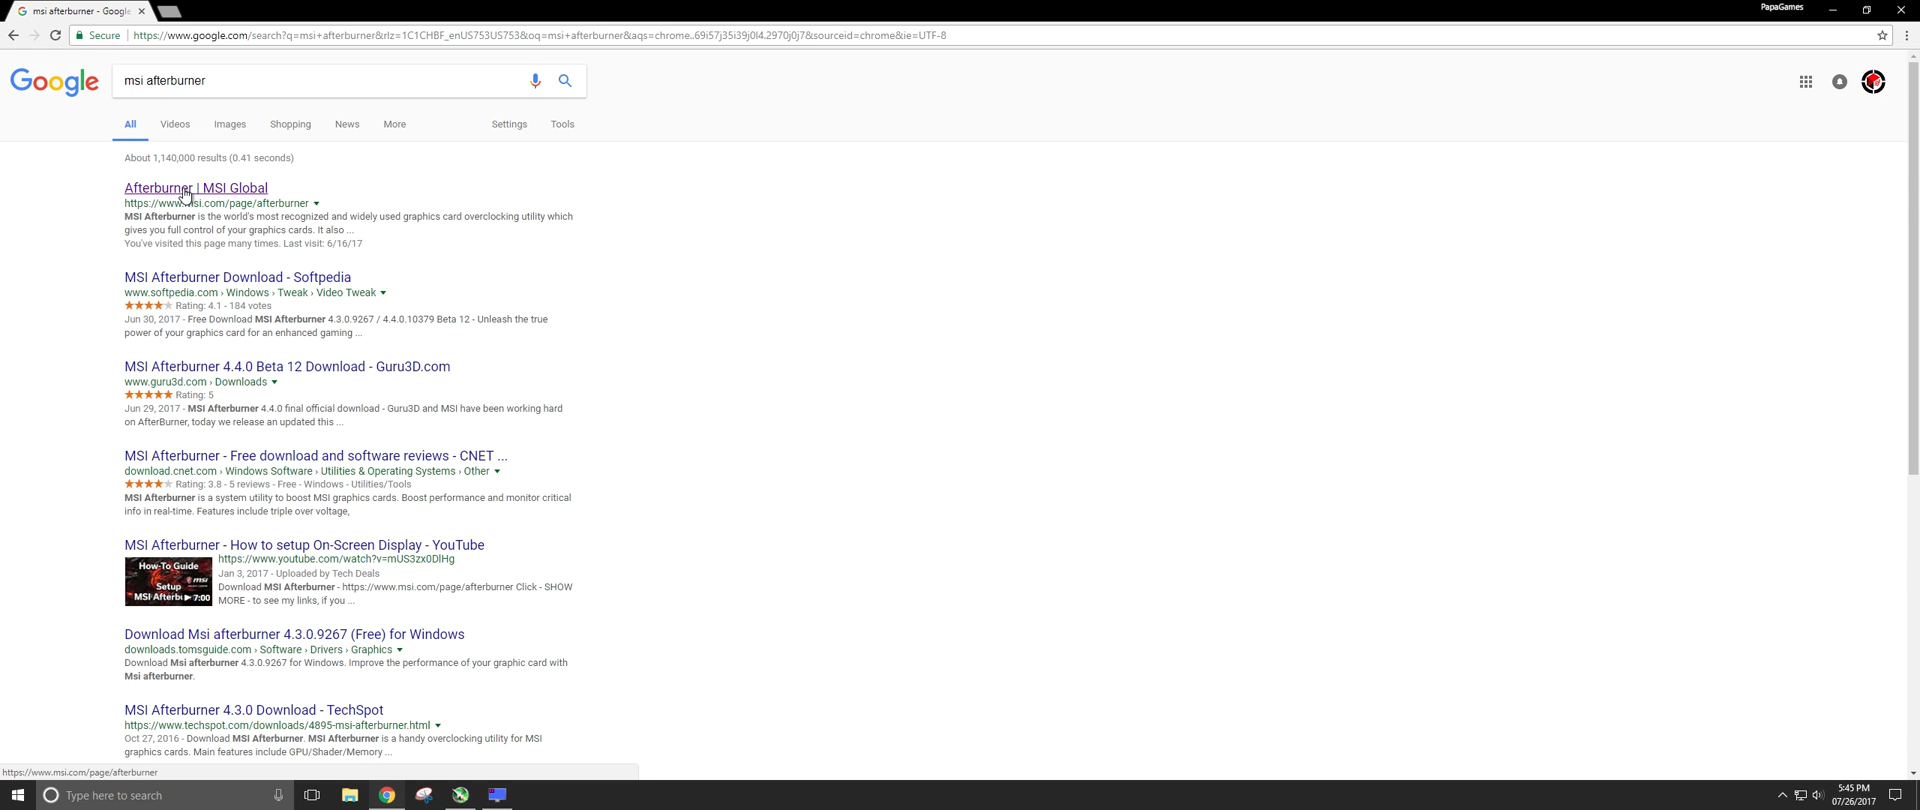 msi afterburner - Google
PapaGames
Secure
https://www.google.com/search?q=msi+afterburner&rlz=1C1CHBF_enUS753US753&oq=msi+afterburner&aqs=chrome..69i57j35i39j0l4.2970j0j7&sourceid=chrome&ie=UTF-8
Google
msi afterburner
All Videos Images Shopping News More Settings Tools
About 1,140,000 results (0.41 seconds)
Afterburner | MSI Global
MSI Afterburner is the world's most recognized and widely used graphics card overclocking utility which
gives you full control of your graphics cards. It also ...
You've visited this page many times. Last visit: 6/16/17
MSI Afterburner Download - Softpedia
www.softpedia.com › Windows › Tweak › Video Tweak
Rating: 4.1 - 184 votes
Jun 30, 2017 - Free Download MSI Afterburner 4.3.0.9267 / 4.4.0.10379 Beta 12 - Unleash the true
power of your graphics card for an enhanced gaming ...
MSI Afterburner 4.4.0 Beta 12 Download - Guru3D.com
www.guru3d.com › Downloads
Rating: 5
Jun 29, 2017 - MSI Afterburner 4.4.0 final official download - Guru3D and MSI have been working hard
on AfterBurner, today we release an updated this ...
MSI Afterburner - Free download and software reviews - CNET ...
download.cnet.com › Windows Software › Utilities & Operating Systems › Other
Rating: 3.8 - 5 reviews - Free - Windows - Utilities/Tools
MSI Afterburner is a system utility to boost MSI graphics cards. Boost performance and monitor critical
info in real-time. Features include triple over voltage,
MSI Afterburner - How to setup On-Screen Display - YouTube
https://www.youtube.com/watch?v=mUS3zx0DlHg
How-To Guide
Setup msi
MSI Afterb 7:00
Jan 3, 2017 - Uploaded by Tech Deals
Download MSI Afterburner - https://www.msi.com/page/afterburner Click - SHOW
MORE - to see my links, if you ...
Download Msi afterburner 4.3.0.9267 (Free) for Windows
downloads.tomsguide.com › Software › Drivers › Graphics
Download Msi afterburner 4.3.0.9267 for Windows. Improve the performance of your graphic card with
Msi afterburner.
MSI Afterburner 4.3.0 Download - TechSpot
https://www.techspot.com/downloads/4895-msi-afterburner.html
Oct 27, 2016 - Download MSI Afterburner. MSI Afterburner is a handy overclocking utility for MSI
graphics cards. Main features include GPU/Shader/Memory ...
https://www.msi.com/page/afterburner
Type here to search
5:45 PM
07/26/2017